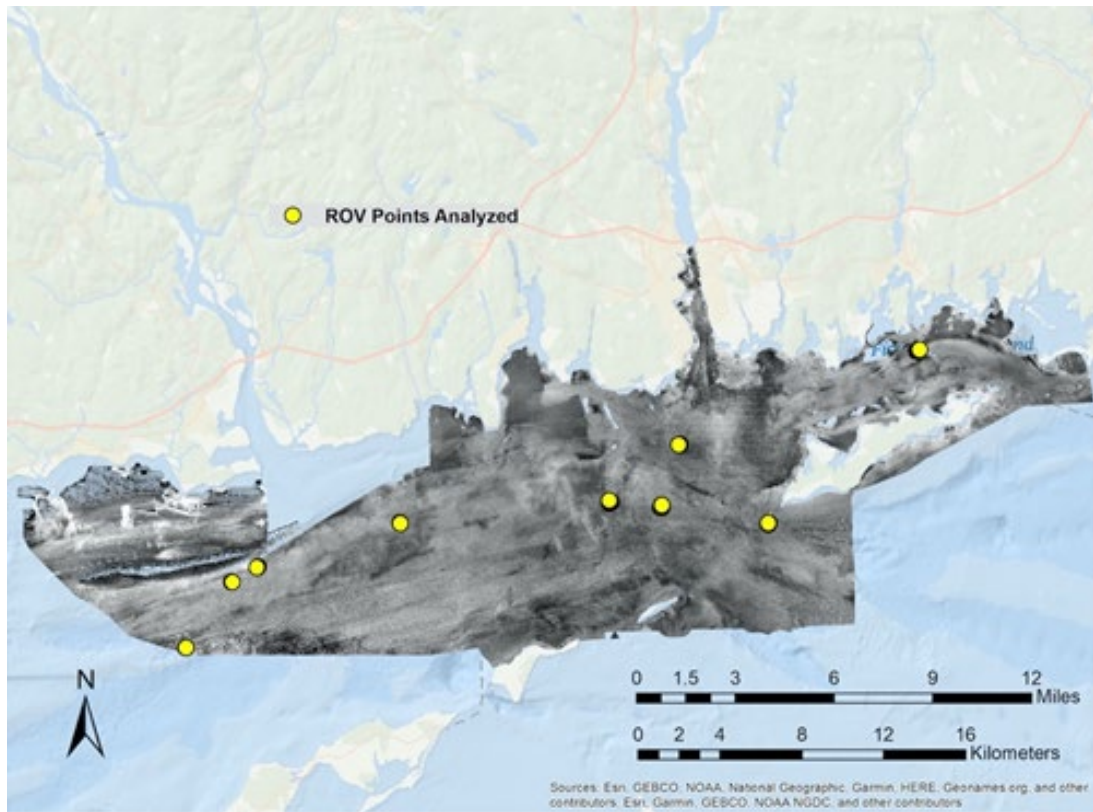 ROV Points Analyzed
nd
N
0 1.5 3 6 9 12
Miles
0 2 4 8 12 16
Kilometers
Sources: Esri, GEBCO, NOAA, National Geographic, Garmin, HERE, Geonames.org, and other
contributors, Esri, Garmin, GEBCO, NOAA NGDC, and other contributors